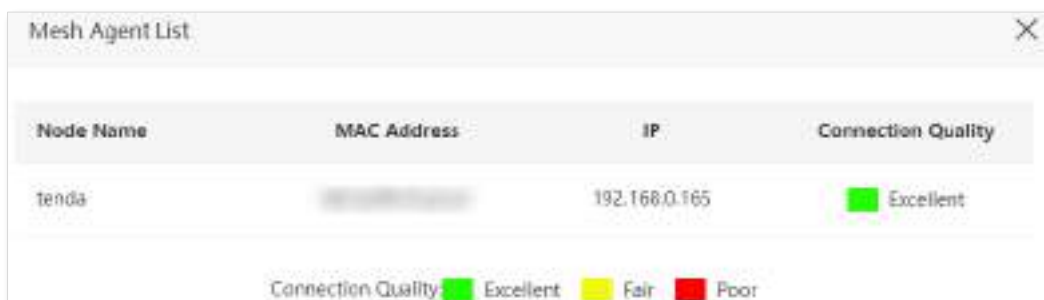 Mesh Agent List
Node Name MAC Address IP Connection Quality
tenda 192.168.0.165 Excellent
Connection Quality: Excellent Fair Poor